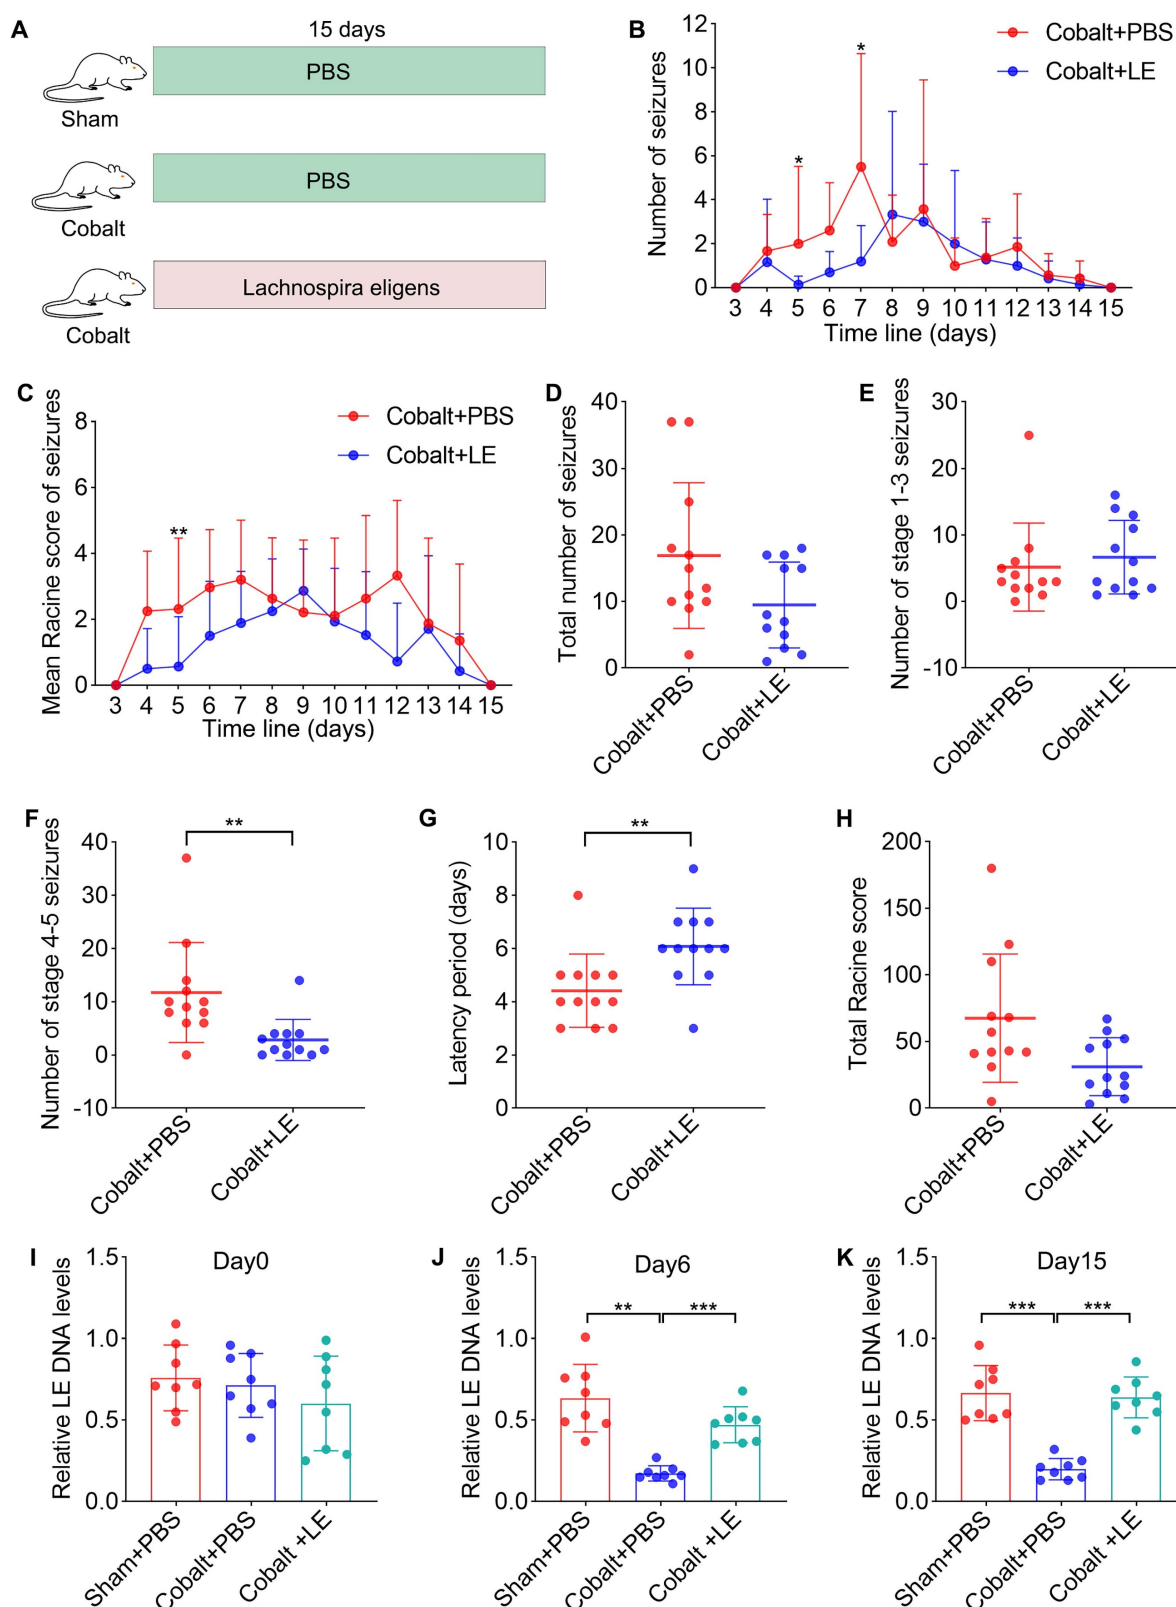 A
15 days
PBS
Sham
PBS
Cobalt
Lachnospira eligens
Cobalt
B
Number of seizures
12
10
8
6
4
2
0
* *
Cobalt+PBS
Cobalt+LE
3 4 5 6 7 8 9 10 11 12 13 14 15
Time line (days)
C
Mean Racine score of seizures
8
6
4
2
0
**
Cobalt+PBS
Cobalt+LE
3 4 5 6 7 8 9 10 11 12 13 14 15
Time line (days)
D
Total number of seizures
40
30
20
10
0
Cobalt+PBS
Cobalt+LE
E
Number of stage 1-3 seizures
30
20
10
0
-10
Cobalt+PBS
Cobalt+LE
F
Number of stage 4-5 seizures
40
30
20
10
0
-10
**
Cobalt+PBS
Cobalt+LE
G
Latency period (days)
10
8
6
4
2
0
**
Cobalt+PBS
Cobalt+LE
H
Total Racine score
200
150
100
50
0
Cobalt+PBS
Cobalt+LE
I
Day0
Relative LE DNA levels
1.5
1.0
0.5
0.0
Sham+PBS
Cobalt+PBS
Cobalt +LE
J
Day6
Relative LE DNA levels
1.5
1.0
0.5
0.0
** ***
Sham+PBS
Cobalt+PBS
Cobalt +LE
K
Day15
Relative LE DNA levels
1.5
1.0
0.5
0.0
*** ***
Sham+PBS
Cobalt+PBS
Cobalt +LE